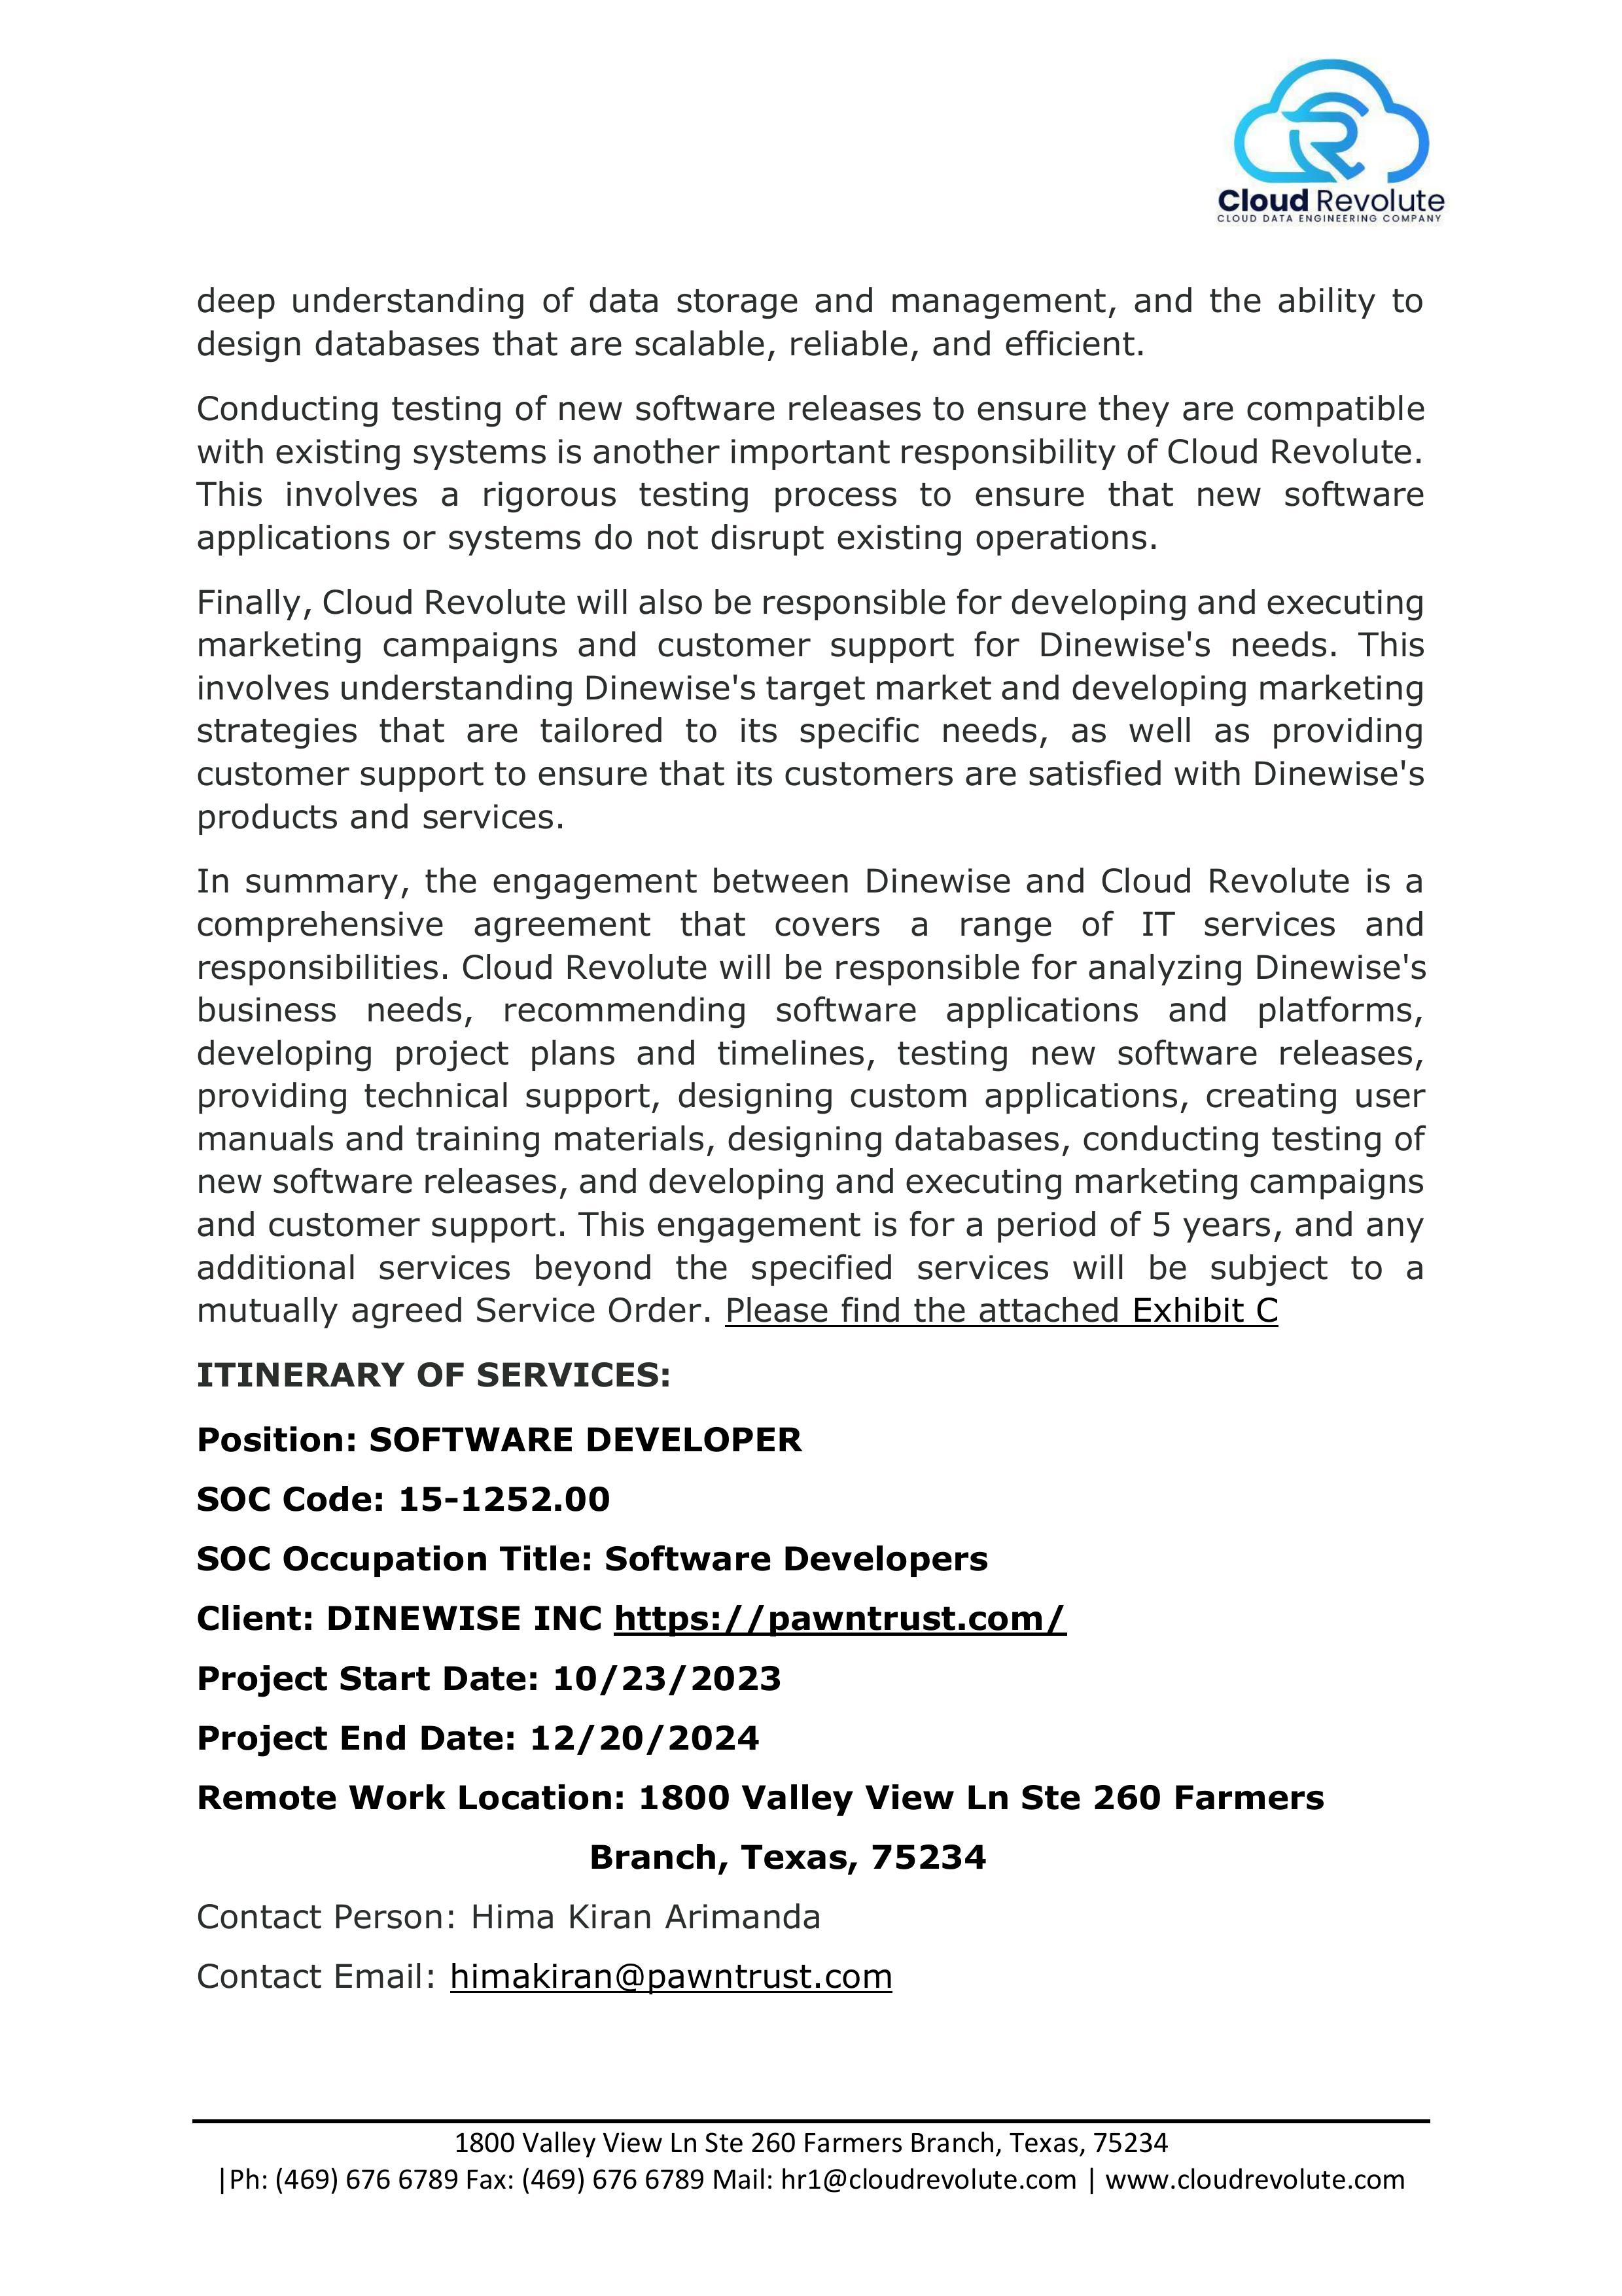 Cloud Revolute
CLOUD DATA ENGINEERING COMPANY
deep understanding of data storage and management, and the ability to
design databases that are scalable, reliable, and efficient.
Conducting testing of new software releases to ensure they are compatible
with existing systems is another important responsibility of Cloud Revolute.
This involves a rigorous testing process to ensure that new software
applications or systems do not disrupt existing operations.
Finally, Cloud Revolute will also be responsible for developing and executing
marketing campaigns and customer support for Dinewise's needs. This
involves understanding Dinewise's target market and developing marketing
strategies that are tailored to its specific needs, as well as providing
customer support to ensure that its customers are satisfied with Dinewise's
products and services.
In summary, the engagement between Dinewise and Cloud Revolute is a
comprehensive agreement that covers a range of IT services and
responsibilities. Cloud Revolute will be responsible for analyzing Dinewise's
business needs, recommending software applications and platforms,
developing project plans and timelines, testing new software releases,
providing technical support, designing custom applications, creating user
manuals and training materials, designing databases, conducting testing of
new software releases, and developing and executing marketing campaigns
and customer support. This engagement is for a period of 5 years, and any
additional services beyond the specified services will be subject to a
mutually agreed Service Order. Please find the attached Exhibit C
ITINERARY OF SERVICES:
Position: SOFTWARE DEVELOPER
SOC Code: 15-1252.00
SOC Occupation Title: Software Developers
Client: DINEWISE INC https://pawntrust.com/
Project Start Date: 10/23/2023
Project End Date: 12/20/2024
Remote Work Location: 1800 Valley View Ln Ste 260 Farmers
Branch, Texas, 75234
Contact Person: Hima Kiran Arimanda
Contact Email: himakiran@pawntrust.com
1800 Valley View Ln Ste 260 Farmers Branch, Texas, 75234
|Ph: (469) 676 6789 Fax: (469) 676 6789 Mail: hr1@cloudrevolute.com | www.cloudrevolute.com